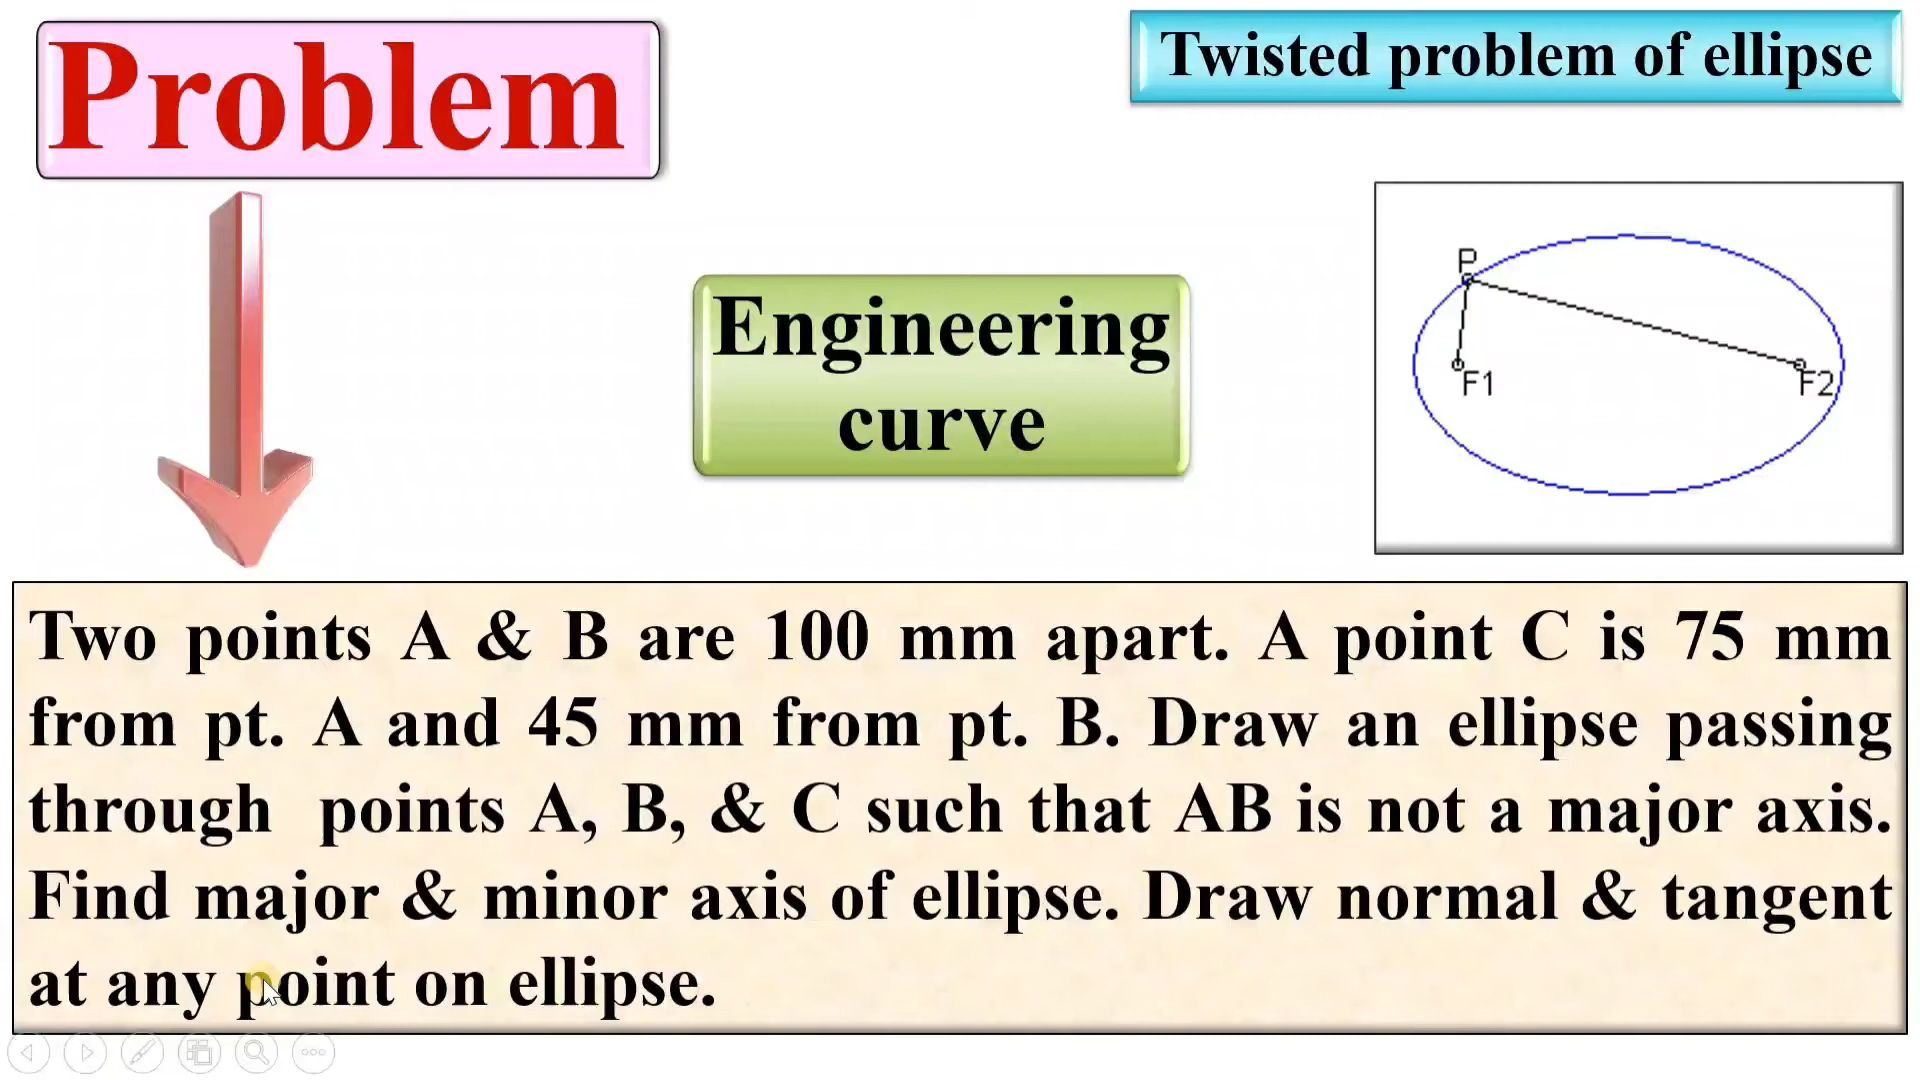 Problem
Twisted problem of ellipse
Engineering
curve
P
F1
F2
Two points A & B are 100 mm apart. A point C is 75 mm
from pt. A and 45 mm from pt. B. Draw an ellipse passing
through points A, B, & C such that AB is not a major axis.
Find major & minor axis of ellipse. Draw normal & tangent
at any point on ellipse.